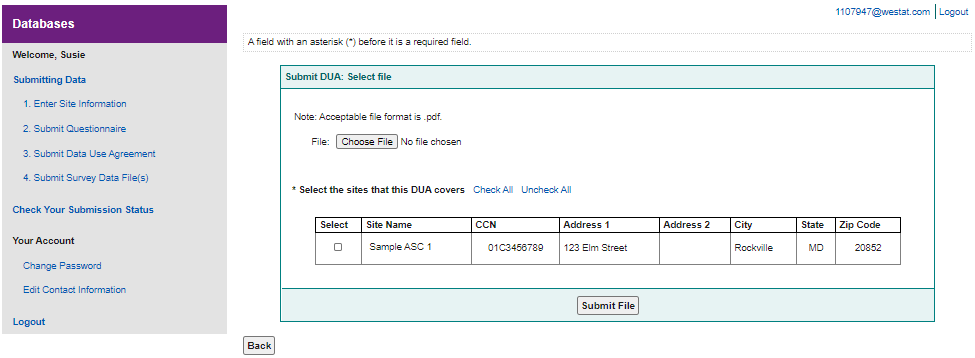 1107947@westat.com Logout
Databases
Welcome, Susie
Submitting Data
1. Enter Site Information
2. Submit Questionnaire
3. Submit Data Use Agreement
4. Submit Survey Data File(s)
Check Your Submission Status
Your Account
Change Password
Edit Contact Information
Logout
A field with an asterisk (*) before it is a required field.
Submit DUA: Select file
Note: Acceptable file format is .pdf.
File: Choose File No file chosen
* Select the sites that this DUA covers Check All Uncheck All
Select Site Name CCN Address 1 Address 2 City State Zip Code
Sample ASC 1 01C3456789 123 Elm Street Rockville MD 20852
Submit File
Back